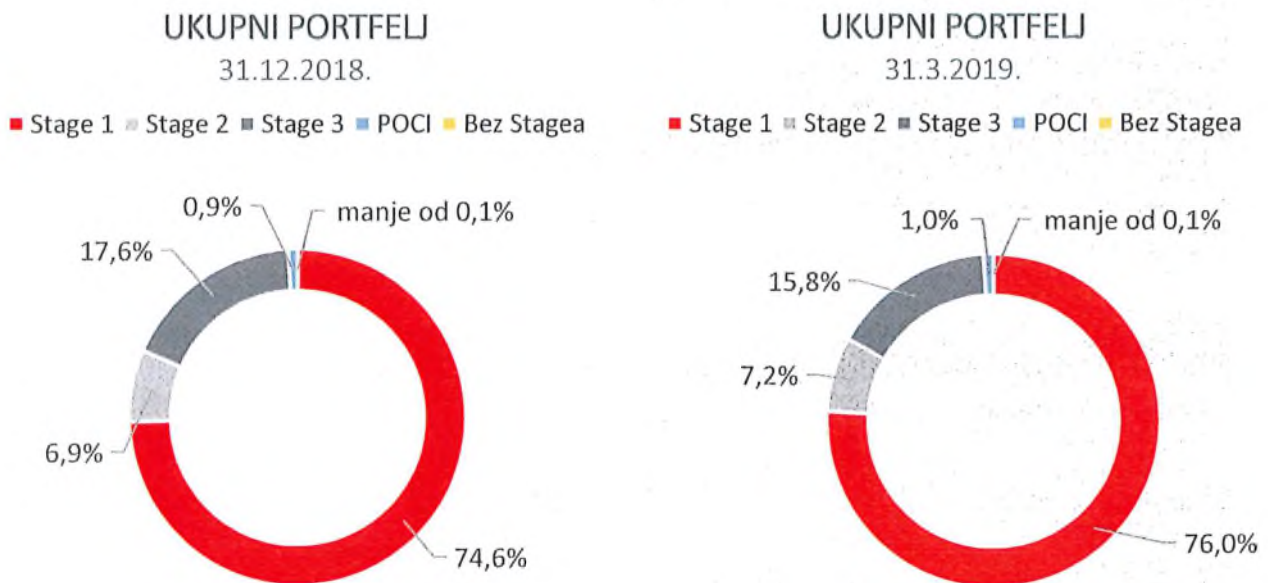 UKUPNI PORTFELJ
31.12.2018.
Stage 1 Stage 2 Stage 3 POCI Bez Stagea
0,9%
manje od 0,1%
17,6%
6,9%
74,6%
UKUPNI PORTFELJ
31.3.2019.
Stage 1 Stage 2 Stage 3 POCI Bez Stagea
1,0%
manje od 0,1%
15,8%
7,2%
76,0%